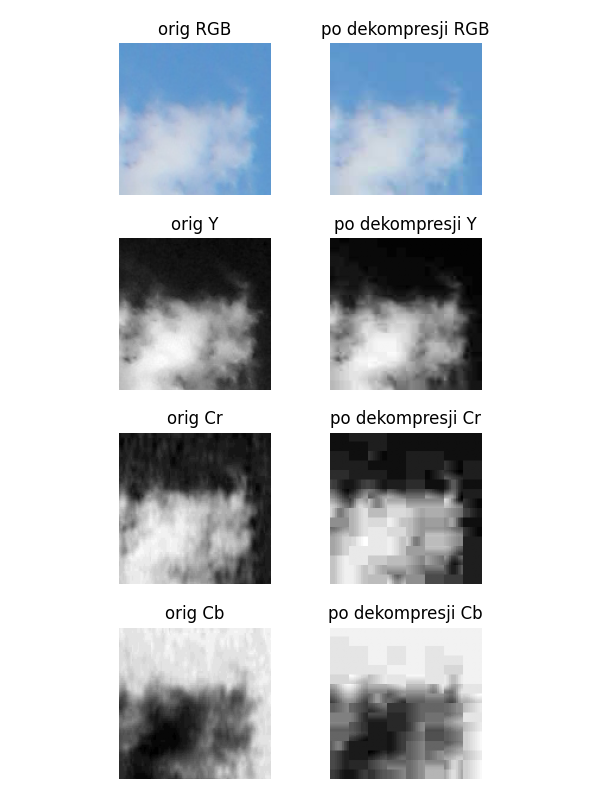 orig RGB
po dekompresji RGB
orig Y
po dekompresji Y
orig Cr
po dekompresji Cr
orig Cb
po dekompresji Cb